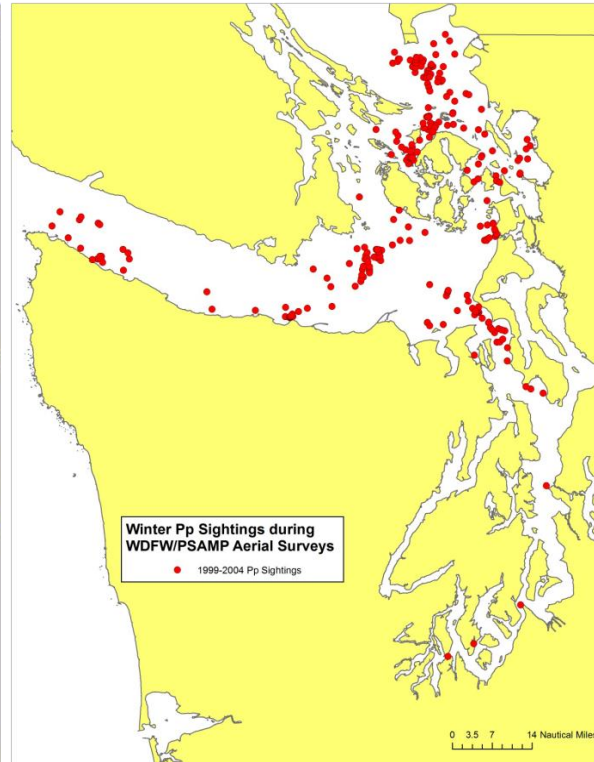 Winter Pp Sightings during
WDFW/PSAMP Aerial Surveys
1999-2004 Pp Sightings
0 3.5 7 14 Nautical Miles